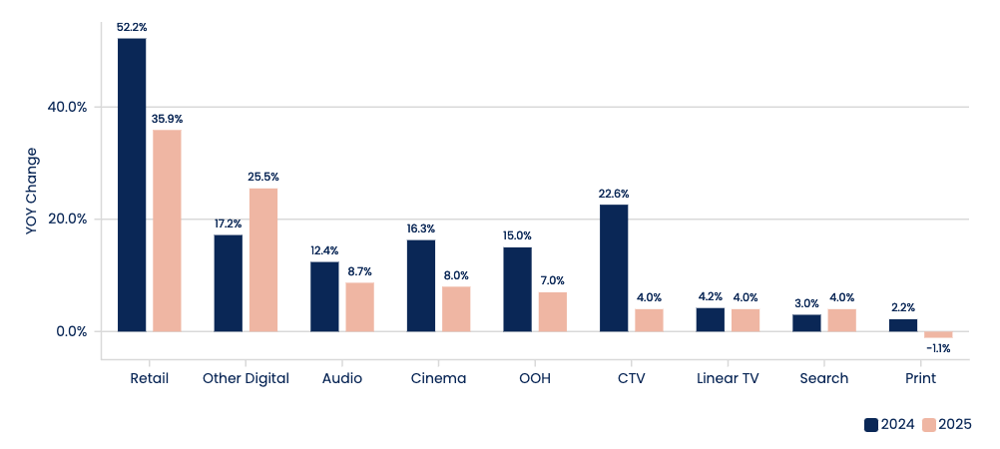 52.2%
40.0%
35.9%
25.5%
22.6%
YOY Change
20.0%
17.2%
16.3%
15.0%
12.4%
8.7%
8.0%
7.0%
4.0%
4.2%
4.0%
3.0%
4.0%
2.2%
0.0%
-1.1%
Retail
Other Digital
Audio
Cinema
OOH
CTV
Linear TV
Search
Print
2024
2025